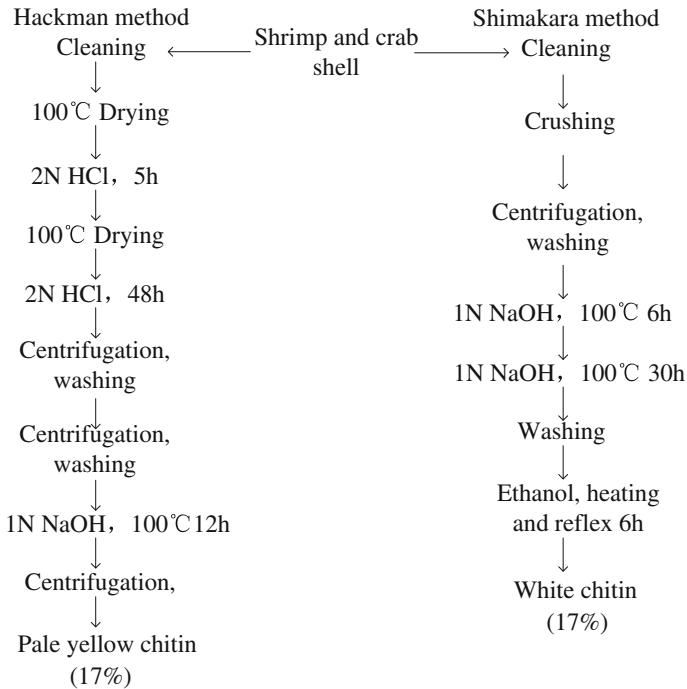 Hackman method
Cleaning
100℃ Drying
2N HCl，5h
100℃ Drying
2N HCl，48h
Centrifugation,
washing
Centrifugation,
washing
1N NaOH，100℃12h
Centrifugation,
Pale yellow chitin
(17%)
Shrimp and crab
shell
Shimakara method
Cleaning
Crushing
Centrifugation,
washing
1N NaOH，100℃ 6h
1N NaOH，100℃ 30h
Washing
Ethanol, heating
and reflex 6h
White chitin
(17%)